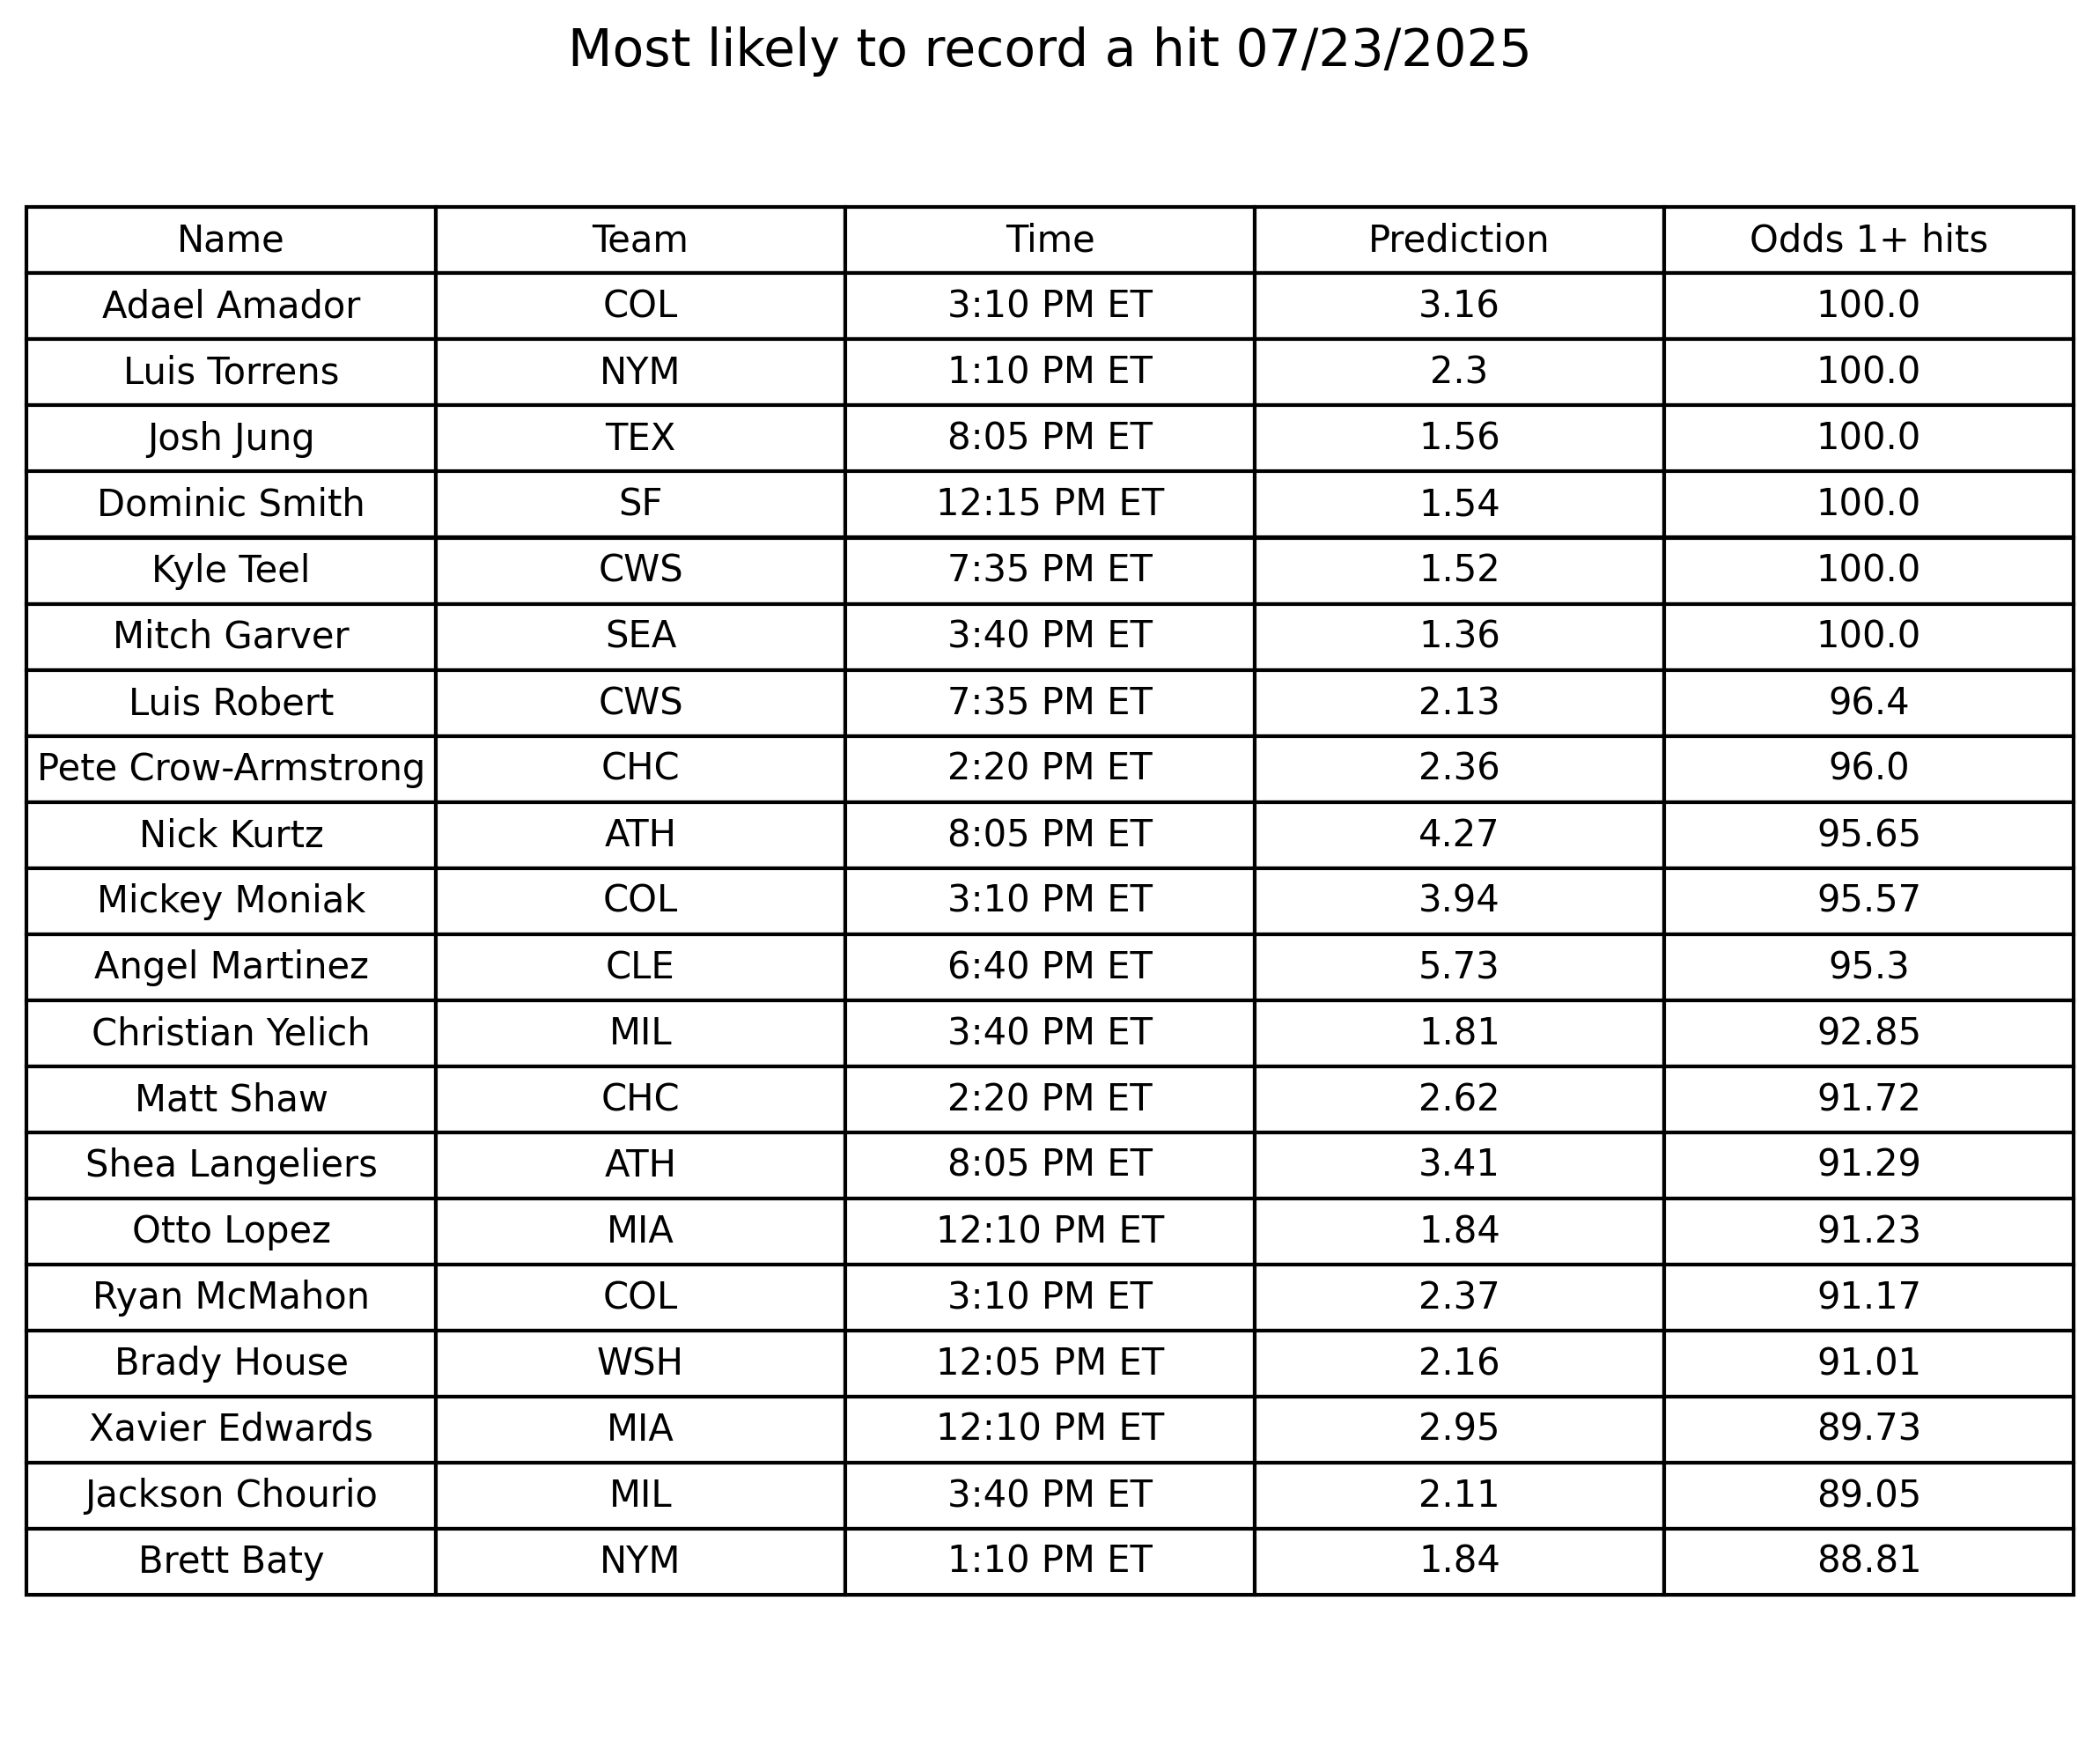 Most likely to record a hit 07/23/2025
Name Team Time Prediction Odds 1+ hits
Adael Amador COL 3:10 PM ET 3.16 100.0
Luis Torrens NYM 1:10 PM ET 2.3 100.0
Josh Jung TEX 8:05 PM ET 1.56 100.0
Dominic Smith SF 12:15 PM ET 1.54 100.0
Kyle Teel CWS 7:35 PM ET 1.52 100.0
Mitch Garver SEA 3:40 PM ET 1.36 100.0
Luis Robert CWS 7:35 PM ET 2.13 96.4
Pete Crow-Armstrong CHC 2:20 PM ET 2.36 96.0
Nick Kurtz ATH 8:05 PM ET 4.27 95.65
Mickey Moniak COL 3:10 PM ET 3.94 95.57
Angel Martinez CLE 6:40 PM ET 5.73 95.3
Christian Yelich MIL 3:40 PM ET 1.81 92.85
Matt Shaw CHC 2:20 PM ET 2.62 91.72
Shea Langeliers ATH 8:05 PM ET 3.41 91.29
Otto Lopez MIA 12:10 PM ET 1.84 91.23
Ryan McMahon COL 3:10 PM ET 2.37 91.17
Brady House WSH 12:05 PM ET 2.16 91.01
Xavier Edwards MIA 12:10 PM ET 2.95 89.73
Jackson Chourio MIL 3:40 PM ET 2.11 89.05
Brett Baty NYM 1:10 PM ET 1.84 88.81